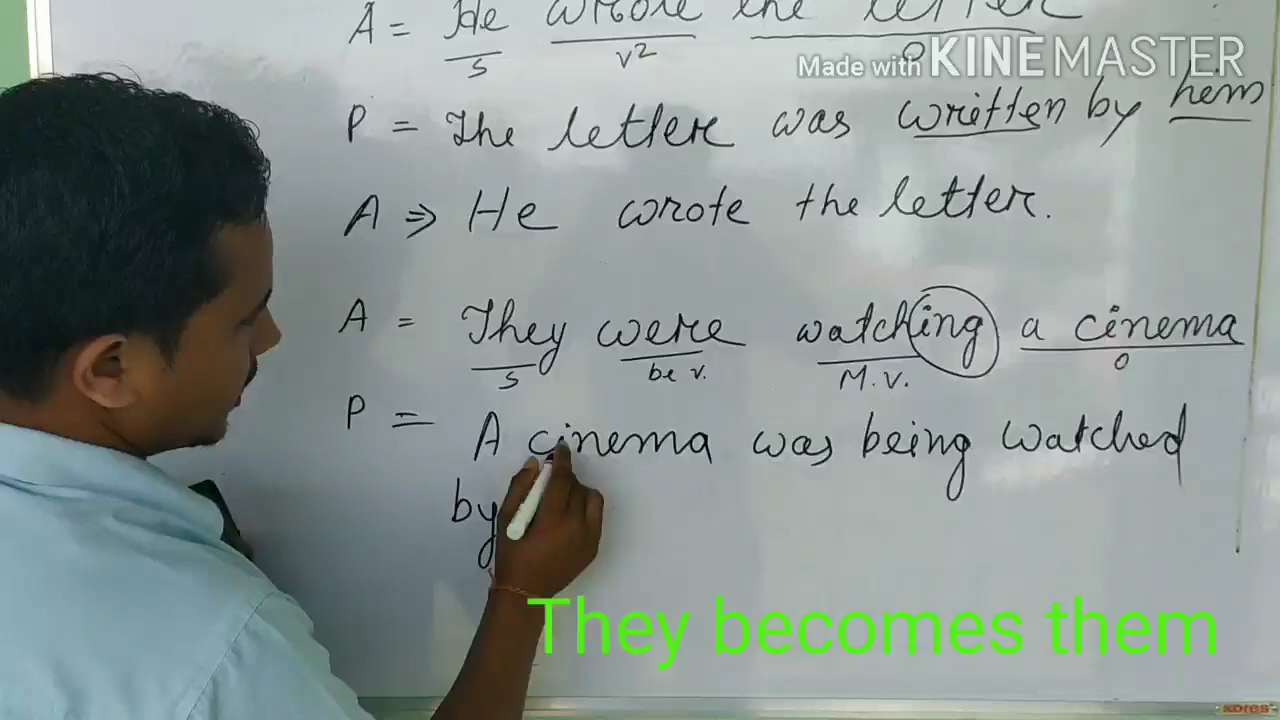 A = He wrote the letter
S V2 O
Made with KINEMASTER
P = The letter was written by him
A ⇒ He wrote the letter.
A = They were watching a cinema
S be v. M.V. O
P = A cinema was being watched
by
They becomes them
kores